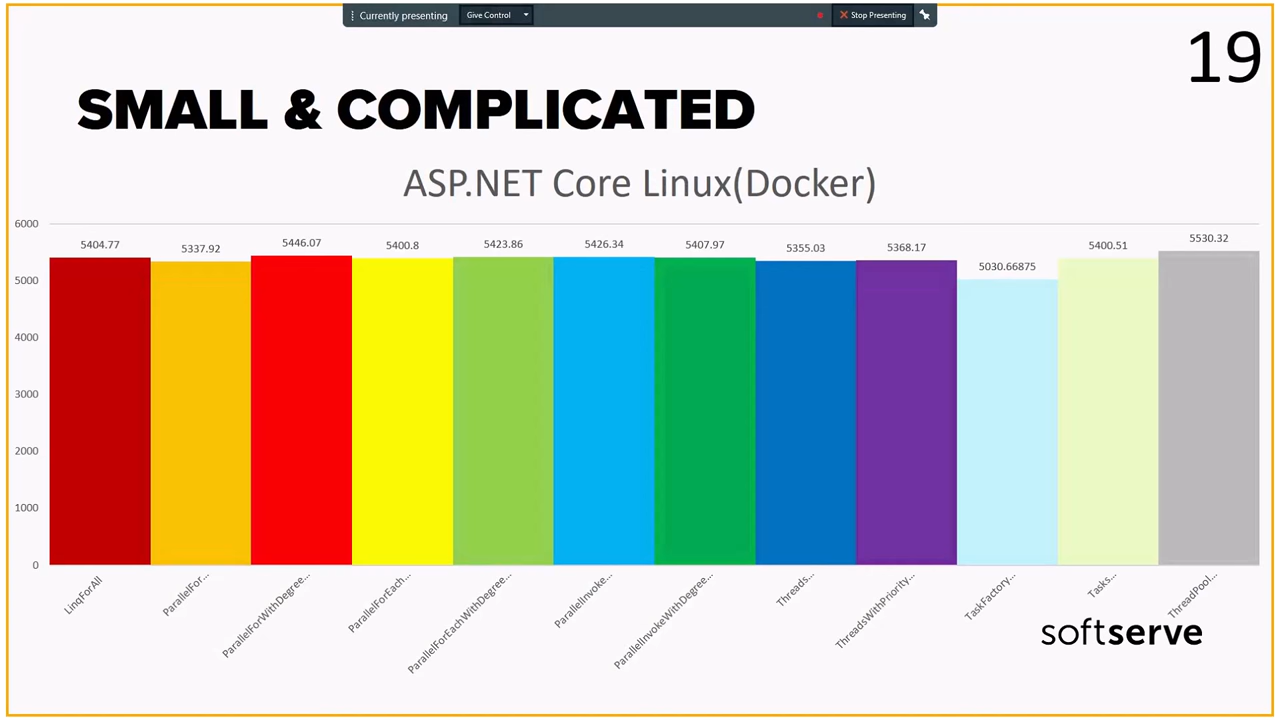 Currently presenting
Give Control
Stop Presenting
19
SMALL & COMPLICATED
ASP.NET Core Linux(Docker)
6000
5000
4000
3000
2000
1000
0
5404.77
5337.92
5446.07
5400.8
5423.86
5426.34
5407.97
5355.03
5368.17
5030.66875
5400.51
5530.32
LinqForAll
ParallelFor...
ParallelForWithDegree...
ParallelForEach...
ParallelForEachWithDegree...
ParallelInvoke...
ParallelInvokeWithDegree...
Threads...
ThreadsWithPriority...
TaskFactory...
Tasks...
ThreadPool...
softserve